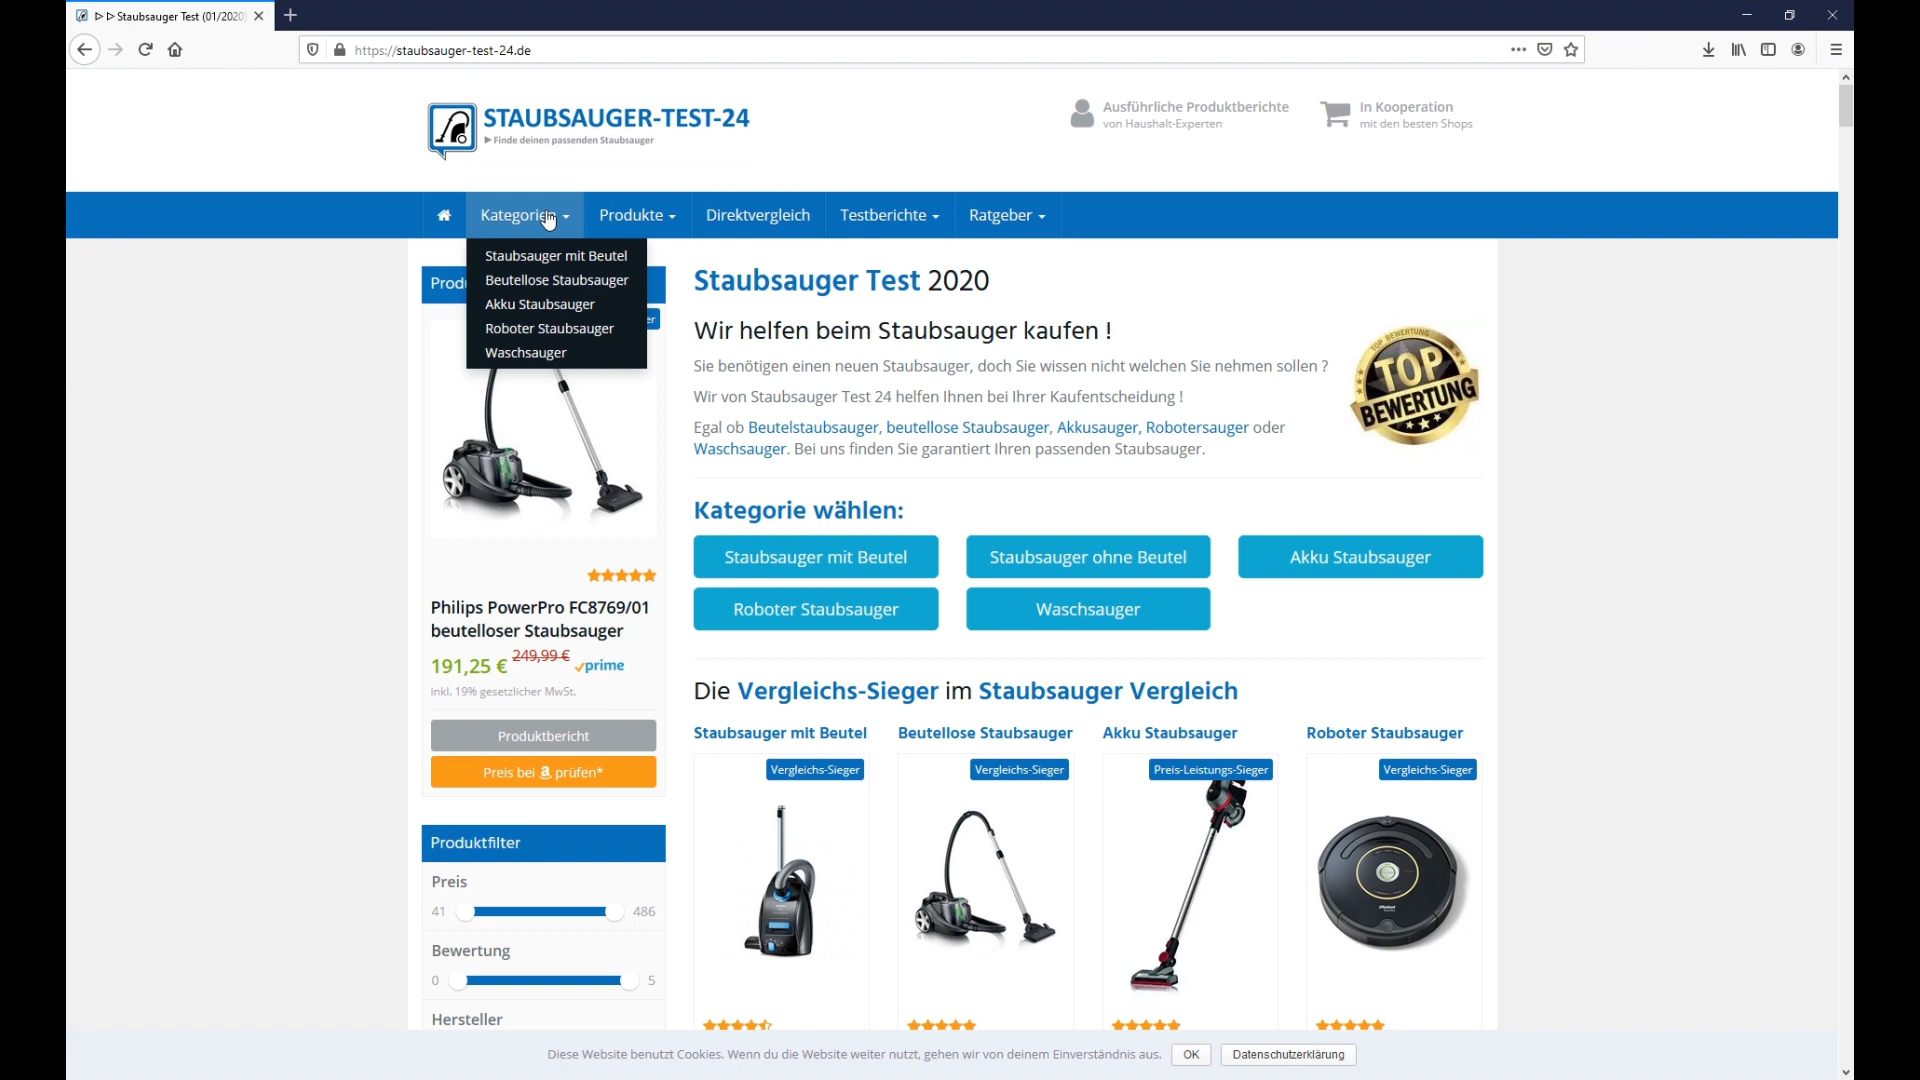 ▷ ▷ Staubsauger Test (01/2020)
https://staubsauger-test-24.de
STAUBSAUGER-TEST-24
▶ Finde deinen passenden Staubsauger
Ausführliche Produktberichte
von Haushalt-Experten
In Kooperation
mit den besten Shops
Kategorien
Produkte
Direktvergleich
Testberichte
Ratgeber
Staubsauger mit Beutel
Beutellose Staubsauger
Akku Staubsauger
Roboter Staubsauger
Waschsauger
Staubsauger Test 2020
Wir helfen beim Staubsauger kaufen !
Sie benötigen einen neuen Staubsauger, doch Sie wissen nicht welchen Sie nehmen sollen ?
Wir von Staubsauger Test 24 helfen Ihnen bei Ihrer Kaufentscheidung !
Egal ob Beutelstaubsauger, beutellose Staubsauger, Akkusauger, Robotersauger oder
Waschsauger. Bei uns finden Sie garantiert Ihren passenden Staubsauger.
TOP BEWERTUNG
TOP
BEWERTUNG
Kategorie wählen:
Staubsauger mit Beutel
Staubsauger ohne Beutel
Akku Staubsauger
Roboter Staubsauger
Waschsauger
Philips PowerPro FC8769/01
beutelloser Staubsauger
191,25 € 249,99 € prime
inkl. 19% gesetzlicher MwSt.
Produktbericht
Preis bei a prüfen*
Produktfilter
Preis
41
486
Bewertung
0
5
Hersteller
Die Vergleichs-Sieger im Staubsauger Vergleich
Staubsauger mit Beutel
Beutellose Staubsauger
Akku Staubsauger
Roboter Staubsauger
Vergleichs-Sieger
Vergleichs-Sieger
Preis-Leistungs-Sieger
Vergleichs-Sieger
Diese Website benutzt Cookies. Wenn du die Website weiter nutzt, gehen wir von deinem Einverständnis aus.
OK
Datenschutzerklärung